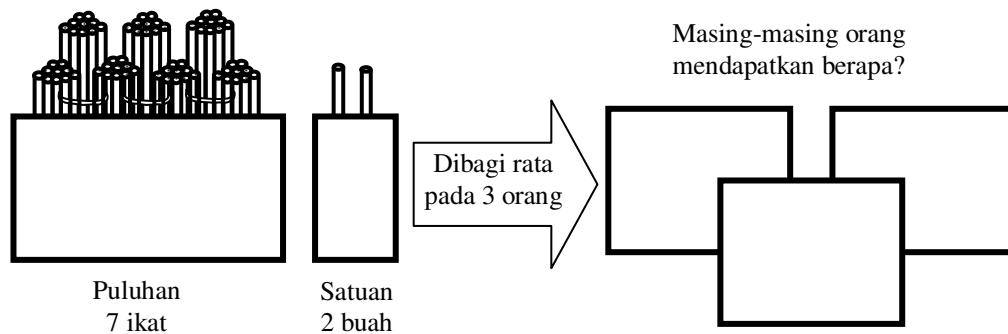 Masing-masing orang
mendapatkan berapa?
Dibagi rata
pada 3 orang
Puluhan
7 ikat
Satuan
2 buah